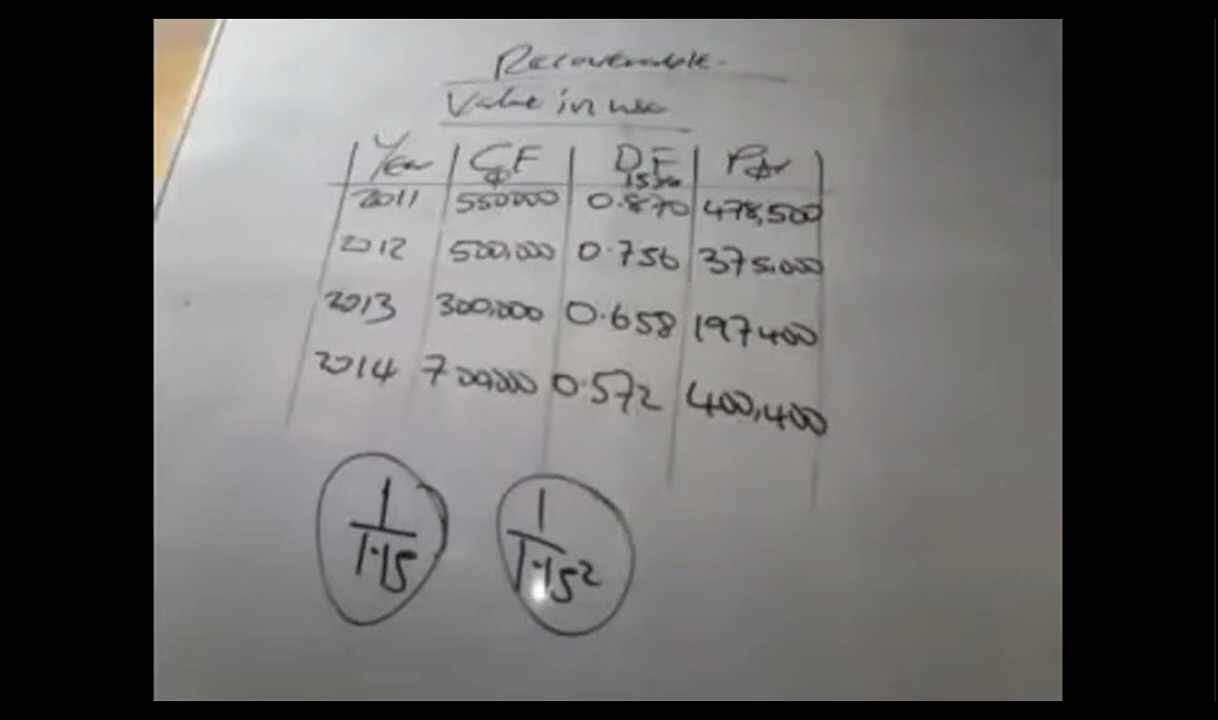 Recoverable
Value in use
Year CF DF PV
$ 15% $
2011 550000 0.870 478,500
2012 500,000 0.756 375,000
2013 300,000 0.658 197400
2014 700,000 0.572 400,400
1 1
1.15 1.15²